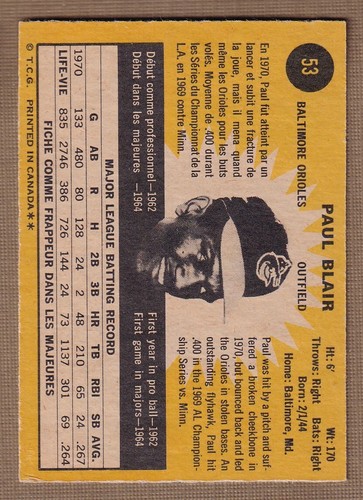 53
PAUL BLAIR
BALTIMORE ORIOLES
OUTFIELD
Ht: 6' Wt: 170
Throws: Right Bats: Right
Born: 2/1/44
Home: Baltimore, Md.
En 1970, Paul fut atteint par un
lancer et subit une fracture de
la joue, mais il mena quand
même les Orioles pour les buts
volés. Moyenne de .400 durant
les Séries du Championnat de la
L.A. en 1969 contre Minn.
Paul was hit by a pitch and suf-
fered a broken cheekbone in
1970 but bounced back and led
the Orioles in stolen bases. An
outstanding flyhawk, Paul hit
.400 in the 1969 AL Champion-
ship Series vs. Minn.
Début comme professionnel—1962
Début dans les majeures —1964
First year in pro ball—1962
First game in majors—1964
MAJOR LEAGUE BATTING RECORD
G AB R H 2B 3B HR TB RBI SB AVG.
1970 133 480 80 128 24 2 18 210 65 24 .267
LIFE-VIE 835 2746 386 726 144 24 73 1137 301 69 .264
FICHE COMME FRAPPEUR DANS LES MAJEURES
© T.C.G. PRINTED IN CANADA**